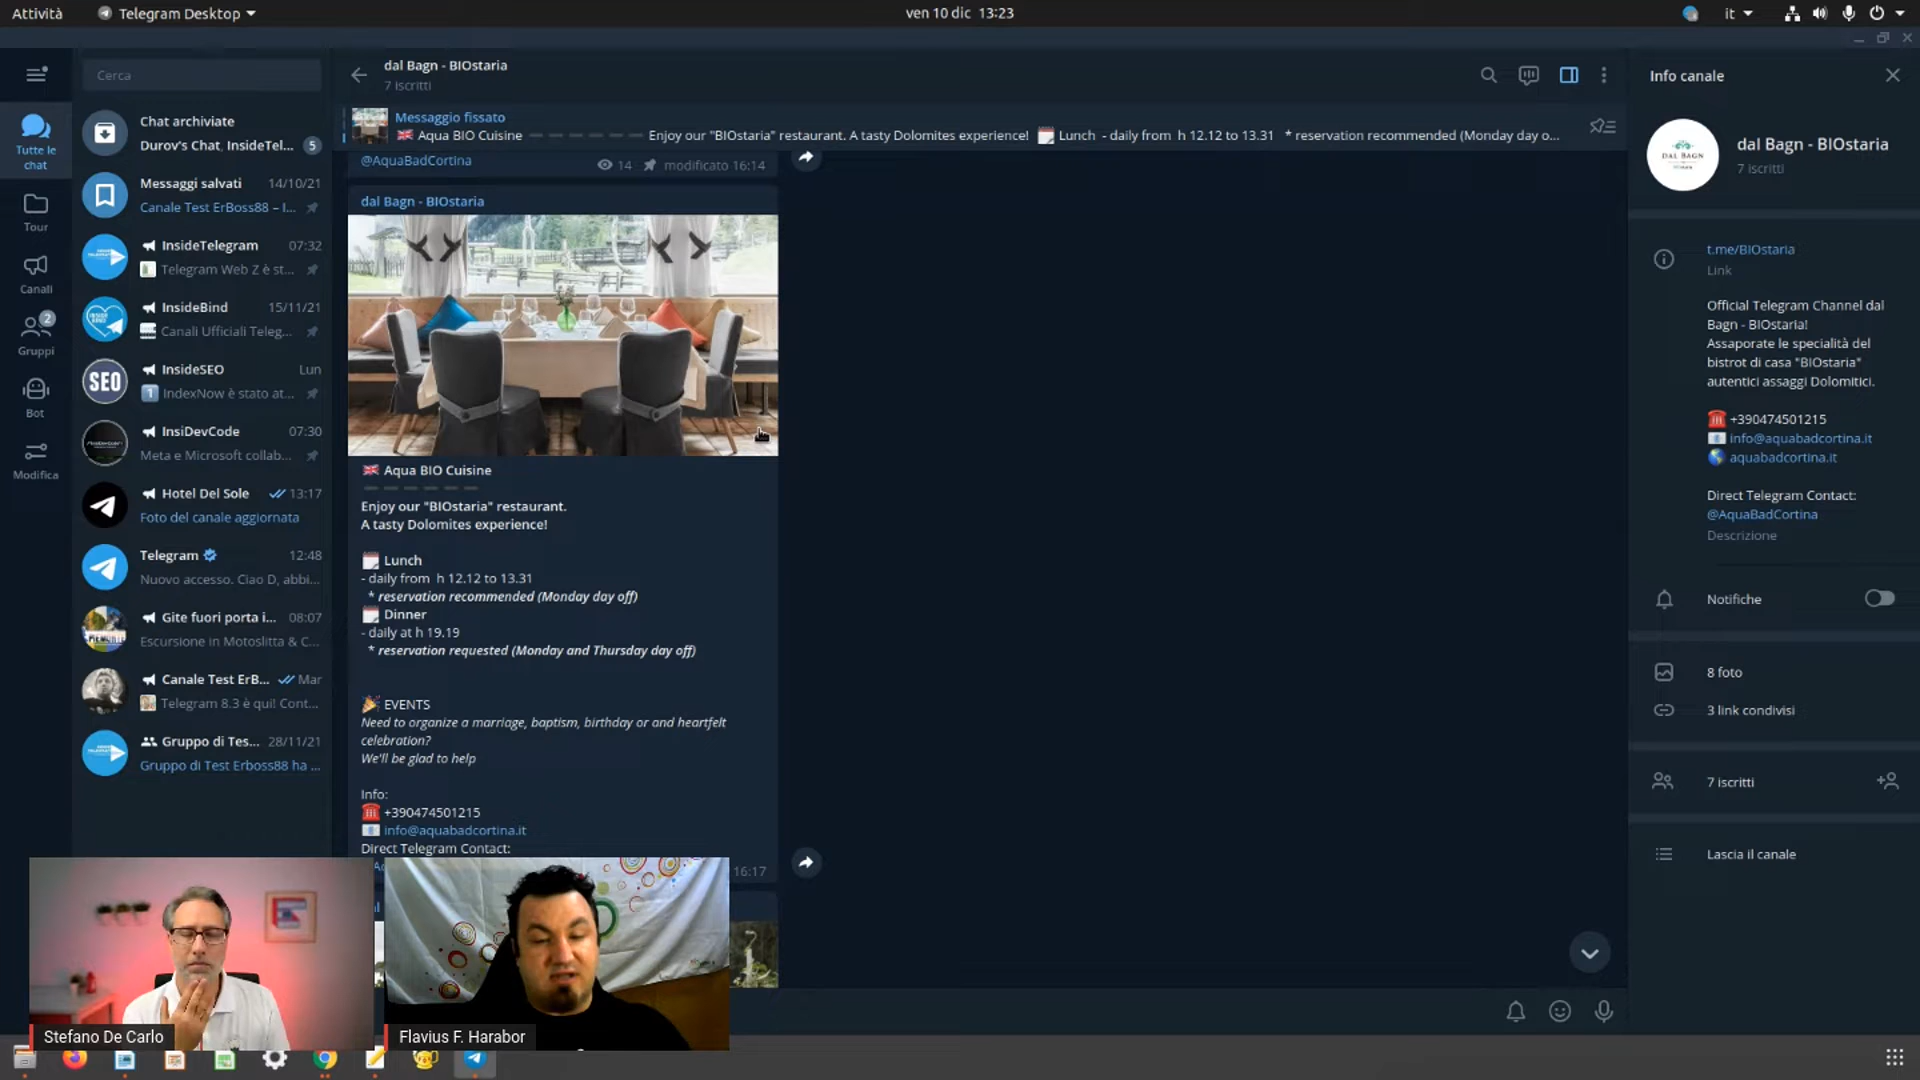 Attività
Telegram Desktop
ven 10 dic 13:23
it
Cerca
Tutte le chat
Tour
Canali
2
Gruppi
Bot
Modifica
Chat archiviate
Durov's Chat, InsideTel... 5
Messaggi salvati 14/10/21
Canale Test ErBoss88 – I...
InsideTelegram 07:32
Telegram Web Z è st...
InsideBind 15/11/21
Canali Ufficiali Teleg...
SEO
InsideSEO Lun
1 IndexNow è stato at...
InsiDevCode 07:30
Meta e Microsoft collab...
Hotel Del Sole 13:17
Foto del canale aggiornata
Telegram 12:48
Nuovo accesso. Ciao D, abbi...
Gite fuori porta i... 08:07
Escursione in Motoslitta & C...
Canale Test ErB... Mar
Telegram 8.3 è qui! Cont...
Gruppo di Tes... 28/11/21
Gruppo di Test Erboss88 ha ...
dal Bagn - BIOstaria
7 iscritti
Messaggio fissato
Aqua BIO Cuisine — — — — — — Enjoy our "BIOstaria" restaurant. A tasty Dolomites experience! Lunch - daily from h 12.12 to 13.31 * reservation recommended (Monday day o...
@AquaBadCortina
14 modificato 16:14
dal Bagn - BIOstaria
Aqua BIO Cuisine
— — — — — —
Enjoy our "BIOstaria" restaurant.
A tasty Dolomites experience!
Lunch
- daily from h 12.12 to 13.31
* reservation recommended (Monday day off)
Dinner
- daily at h 19.19
* reservation requested (Monday and Thursday day off)
EVENTS
Need to organize a marriage, baptism, birthday or and heartfelt
celebration?
We'll be glad to help
Info:
+390474501215
info@aquabadcortina.it
Direct Telegram Contact:
16:17
Info canale
DAL BAGN
dal Bagn - BIOstaria
7 iscritti
t.me/BIOstaria
Link
Official Telegram Channel dal
Bagn - BIOstaria!
Assaporate le specialità del
bistrot di casa "BIOstaria"
autentici assaggi Dolomitici.
+390474501215
info@aquabadcortina.it
aquabadcortina.it
Direct Telegram Contact:
@AquaBadCortina
Descrizione
Notifiche
8 foto
3 link condivisi
7 iscritti
Lascia il canale
Stefano De Carlo
Flavius F. Harabor